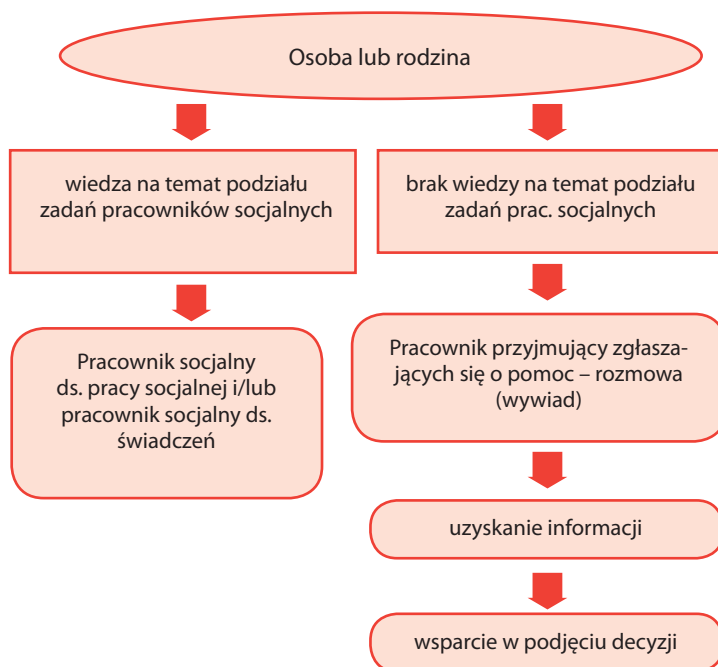 Osoba lub rodzina
wiedza na temat podziału
zadań pracowników socjalnych
brak wiedzy na temat podziału
zadań prac. socjalnych
Pracownik socjalny
ds. pracy socjalnej i/lub
pracownik socjalny ds.
świadczeń
Pracownik przyjmujący zgłasza-
jących się o pomoc – rozmowa
(wywiad)
uzyskanie informacji
wsparcie w podjęciu decyzji